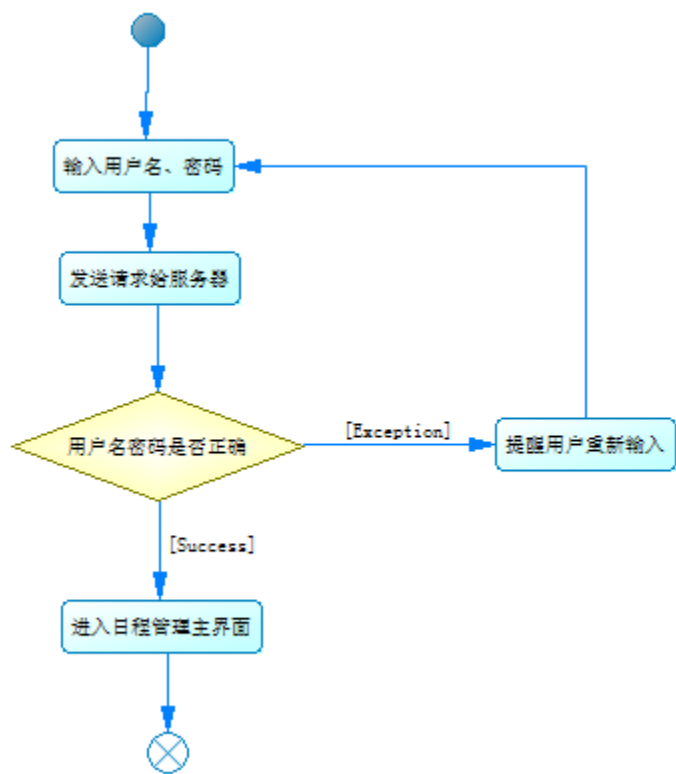 输入用户名、密码
发送请求给服务器
用户名密码是否正确
[Exception]
提醒用户重新输入
[Success]
进入日程管理主界面